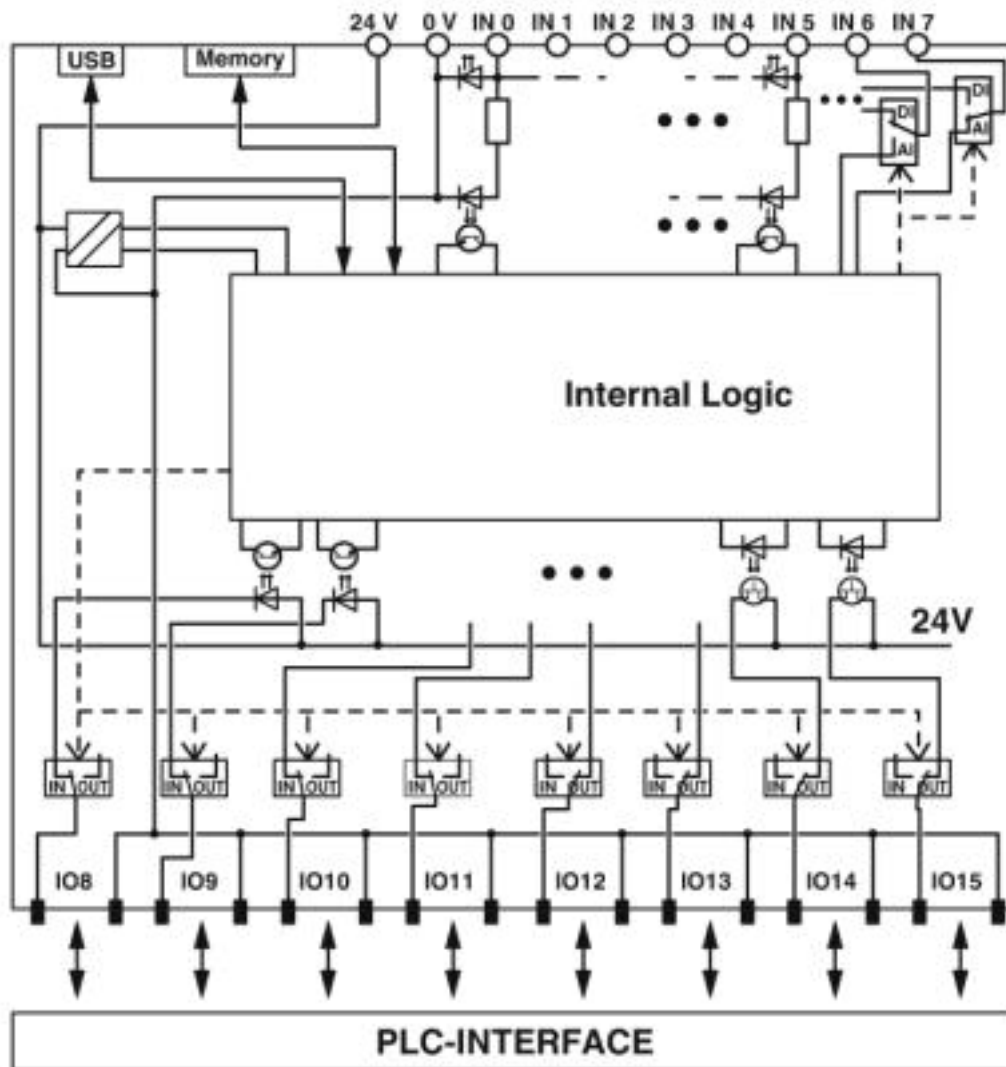 24 V 0 V IN 0 IN 1 IN 2 IN 3 IN 4 IN 5 IN 6 IN 7
USB Memory
DI
DI
AI
AI
Internal Logic
24V
IN OUT IN OUT IN OUT IN OUT IN OUT IN OUT IN OUT IN OUT
IO8 IO9 IO10 IO11 IO12 IO13 IO14 IO15
PLC-INTERFACE